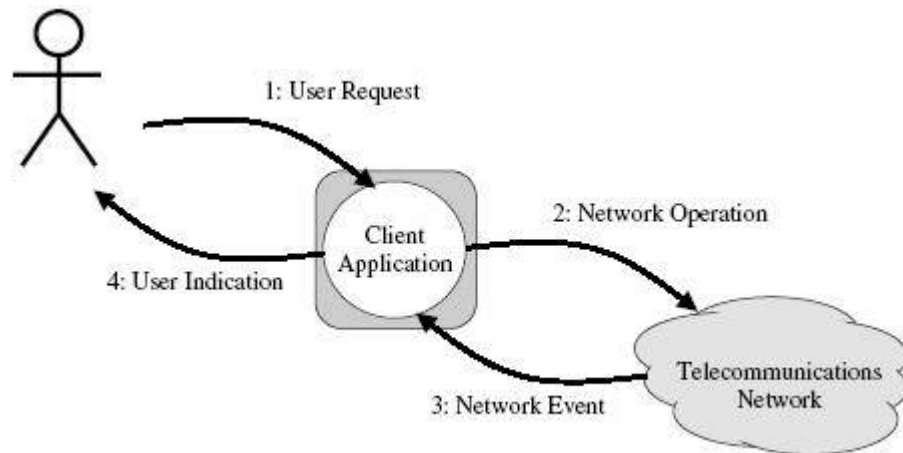 1: User Request
Client
Application
2: Network Operation
4: User Indication
3: Network Event
Telecommunications
Network